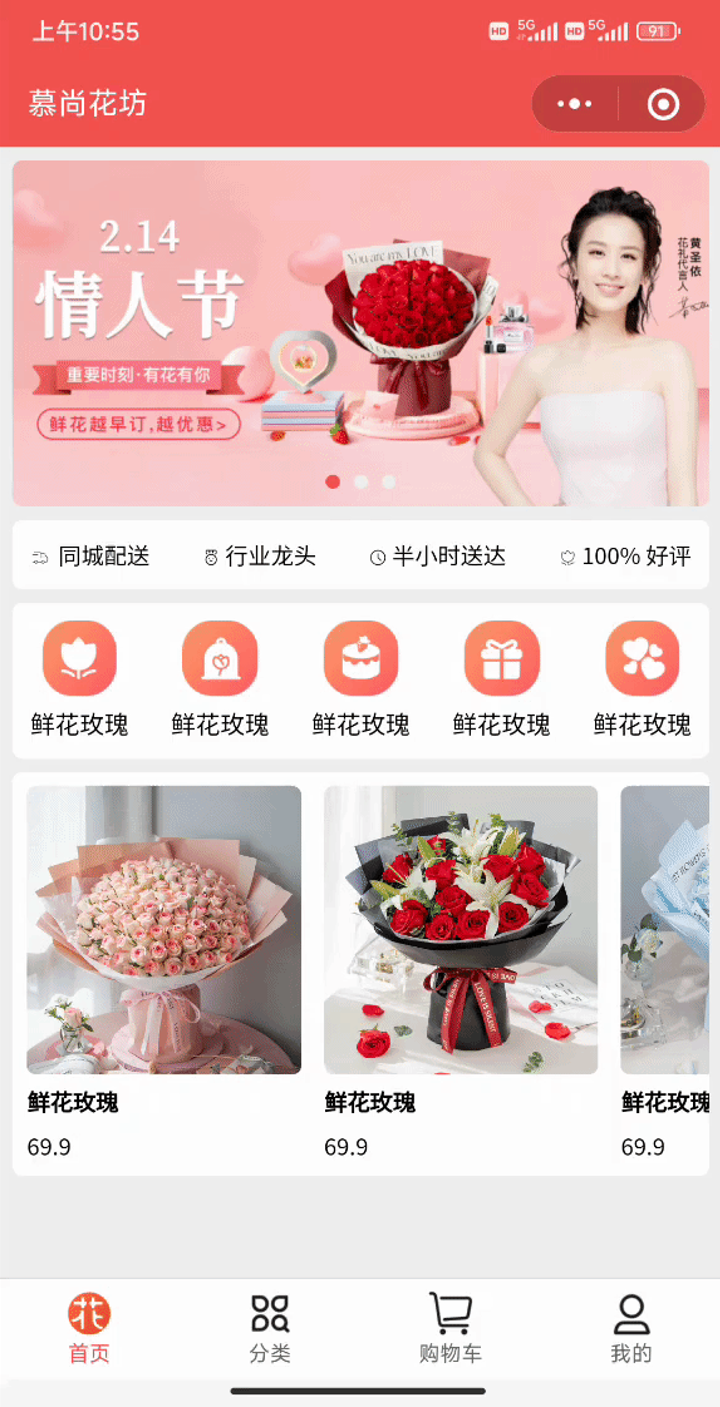 上午10:55
HD 5G HD 5G 91
慕尚花坊
2.14
情人节
重要时刻·有花有你
鲜花越早订,越优惠>
You are my LOVE
黄圣依
花礼代言人
同城配送 行业龙头 半小时送达 100% 好评
鲜花玫瑰 鲜花玫瑰 鲜花玫瑰 鲜花玫瑰 鲜花玫瑰
鲜花玫瑰 鲜花玫瑰 鲜花玫瑰
69.9 69.9 69.9
花
首页 分类 购物车 我的